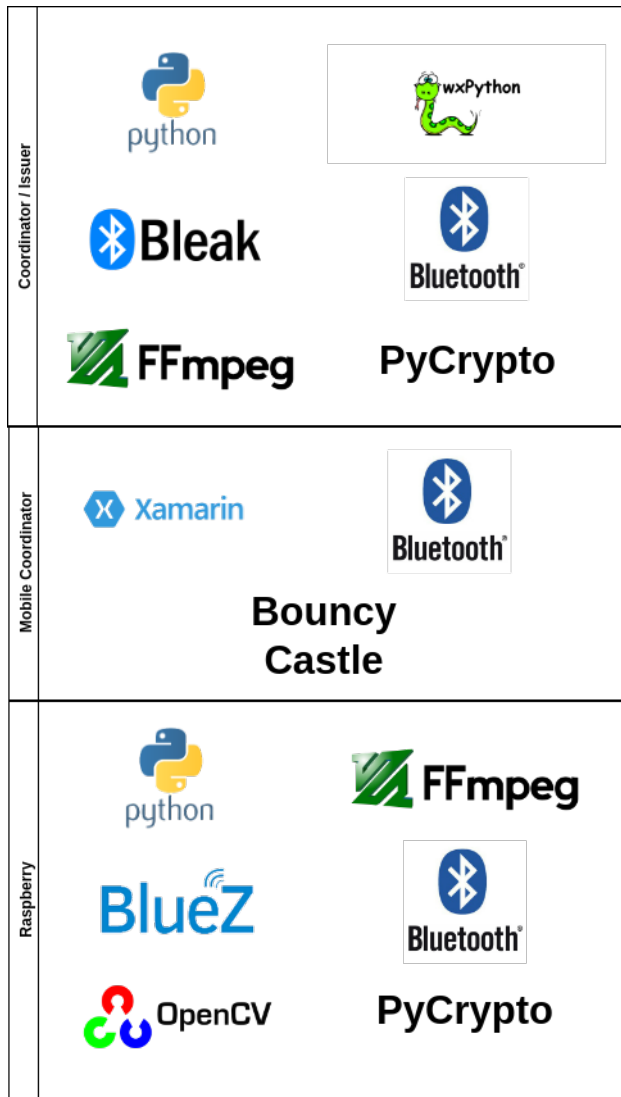 Coordinator / Issuer
python
wxPython
Bleak
Bluetooth®
FFmpeg
PyCrypto
Mobile Coordinator
Xamarin
Bluetooth®
Bouncy
Castle
Raspberry
python
FFmpeg
BlueZ
Bluetooth®
OpenCV
PyCrypto